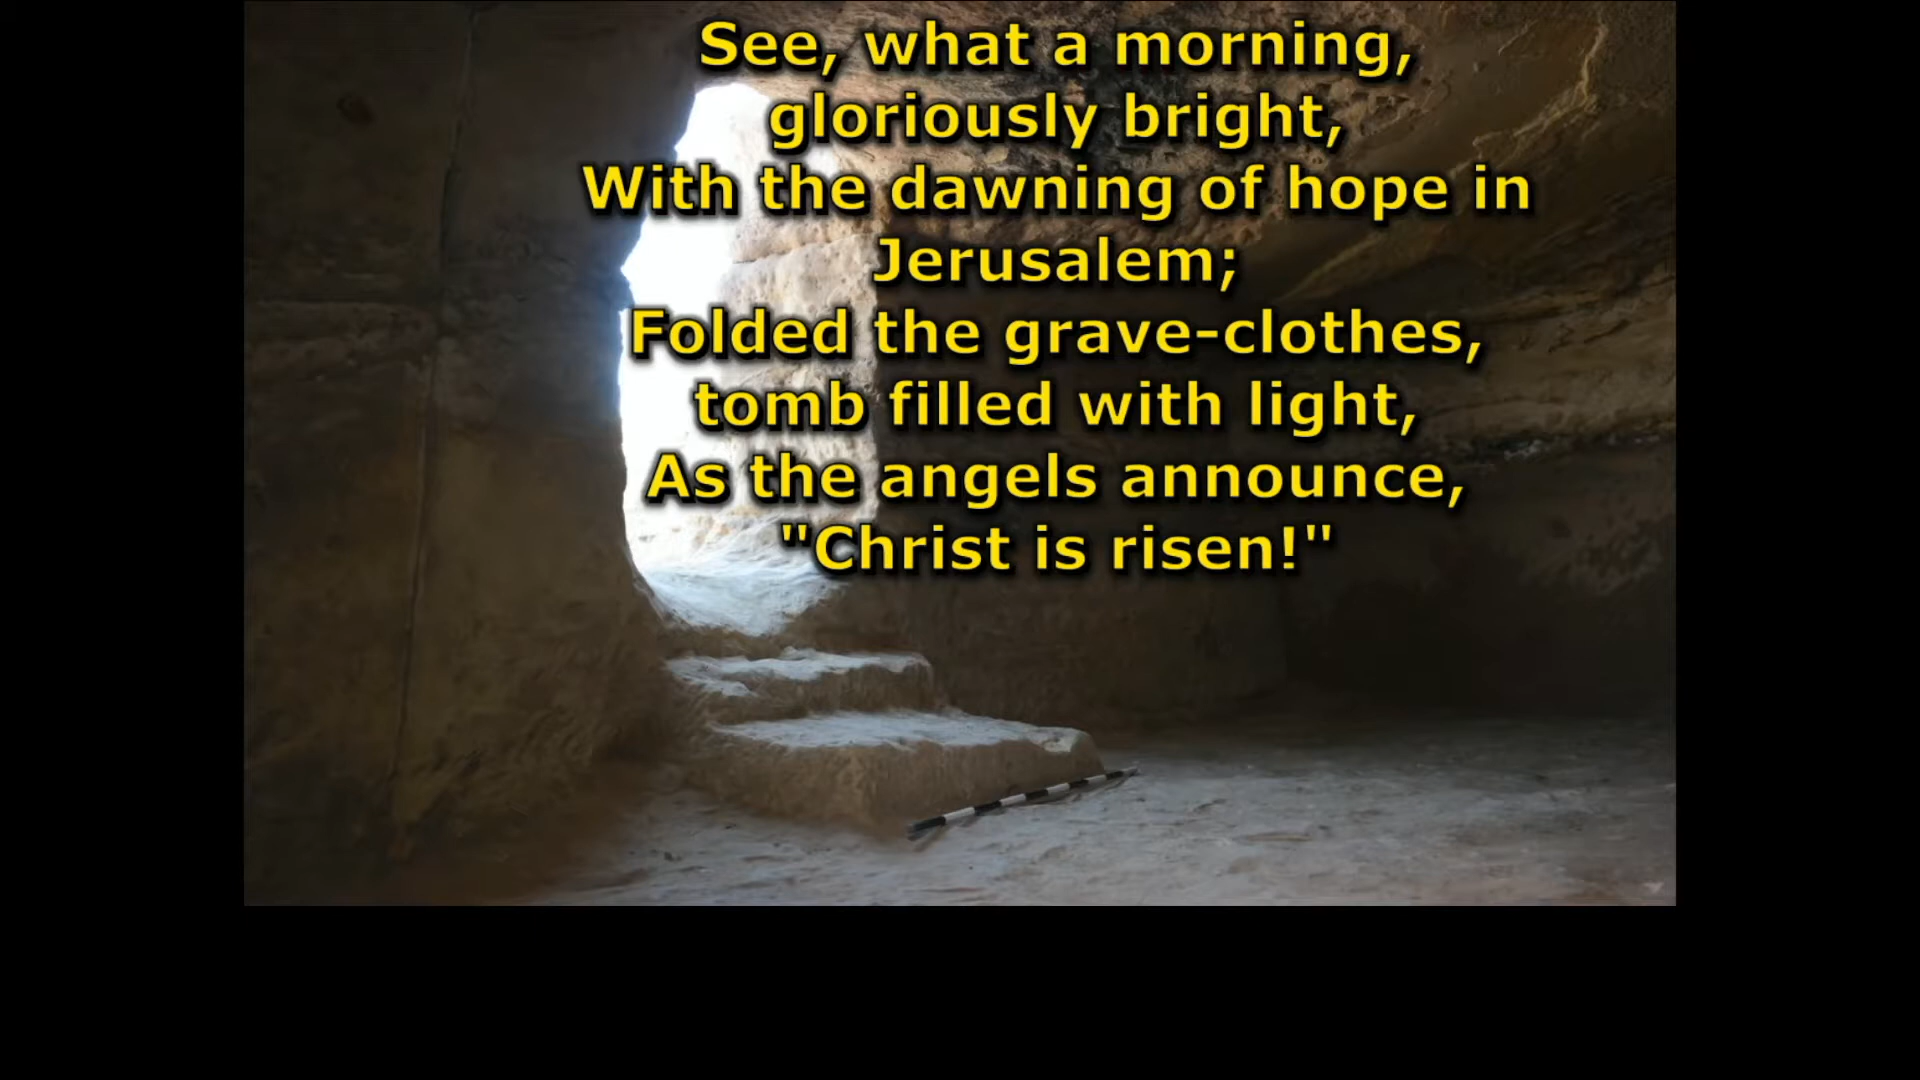 See, what a morning,
gloriously bright,
With the dawning of hope in
Jerusalem;
Folded the grave-clothes,
tomb filled with light,
As the angels announce,
"Christ is risen!"